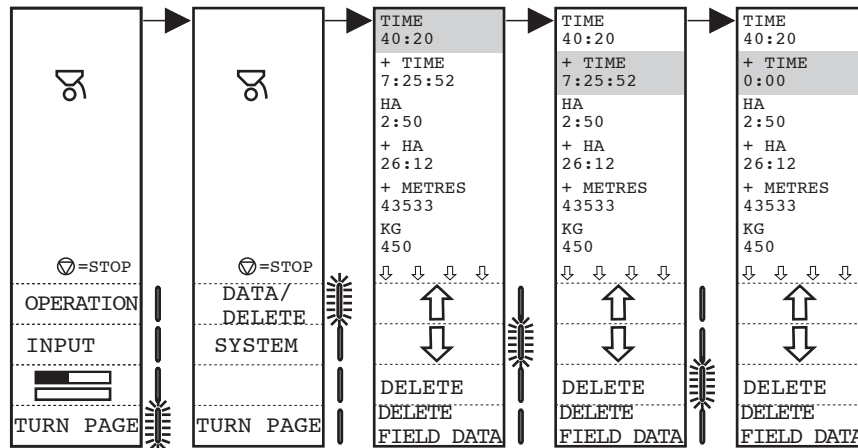 =STOP
OPERATION
INPUT
TURN PAGE
=STOP
DATA/
DELETE
SYSTEM
TURN PAGE
TIME
40:20
+ TIME
7:25:52
HA
2:50
+ HA
26:12
+ METRES
43533
KG
450
DELETE
DELETE
FIELD DATA
TIME
40:20
+ TIME
7:25:52
HA
2:50
+ HA
26:12
+ METRES
43533
KG
450
DELETE
DELETE
FIELD DATA
TIME
40:20
+ TIME
0:00
HA
2:50
+ HA
26:12
+ METRES
43533
KG
450
DELETE
DELETE
FIELD DATA